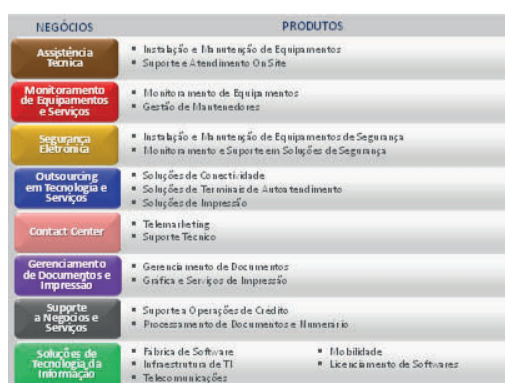 NEGÓCIOS
PRODUTOS
Assistência
Técnica
▪ Instalação e Manutenção de Equipamentos
▪ Suporte e Atendimento On Site
Monitoramento
de Equipamentos
e Serviços
▪ Monitoramento de Equipamentos
▪ Gestão de Mantenedores
Segurança
Eletrônica
▪ Instalação e Manutenção de Equipamentos de Segurança
▪ Monitoramento e Suporte em Soluções de Segurança
Outsourcing
em Tecnologia e
Serviços
▪ Soluções de Conectividade
▪ Soluções de Terminais de Autoatendimento
▪ Soluções de Impressão
Contact Center
▪ Telemarketing
▪ Suporte Técnico
Gerenciamento
de Documentos e
Impressão
▪ Gerenciamento de Documentos
▪ Gráfica e Serviços de Impressão
Suporte
a Negócios e
Serviços
▪ Suporte a Operações de Crédito
▪ Processamento de Documentos e Numerário
Soluções de
Tecnologia da
Informação
▪ Fábrica de Software
▪ Infraestrutura de TI
▪ Telecomunicações
▪ Mobilidade
▪ Licenciamento de Softwares